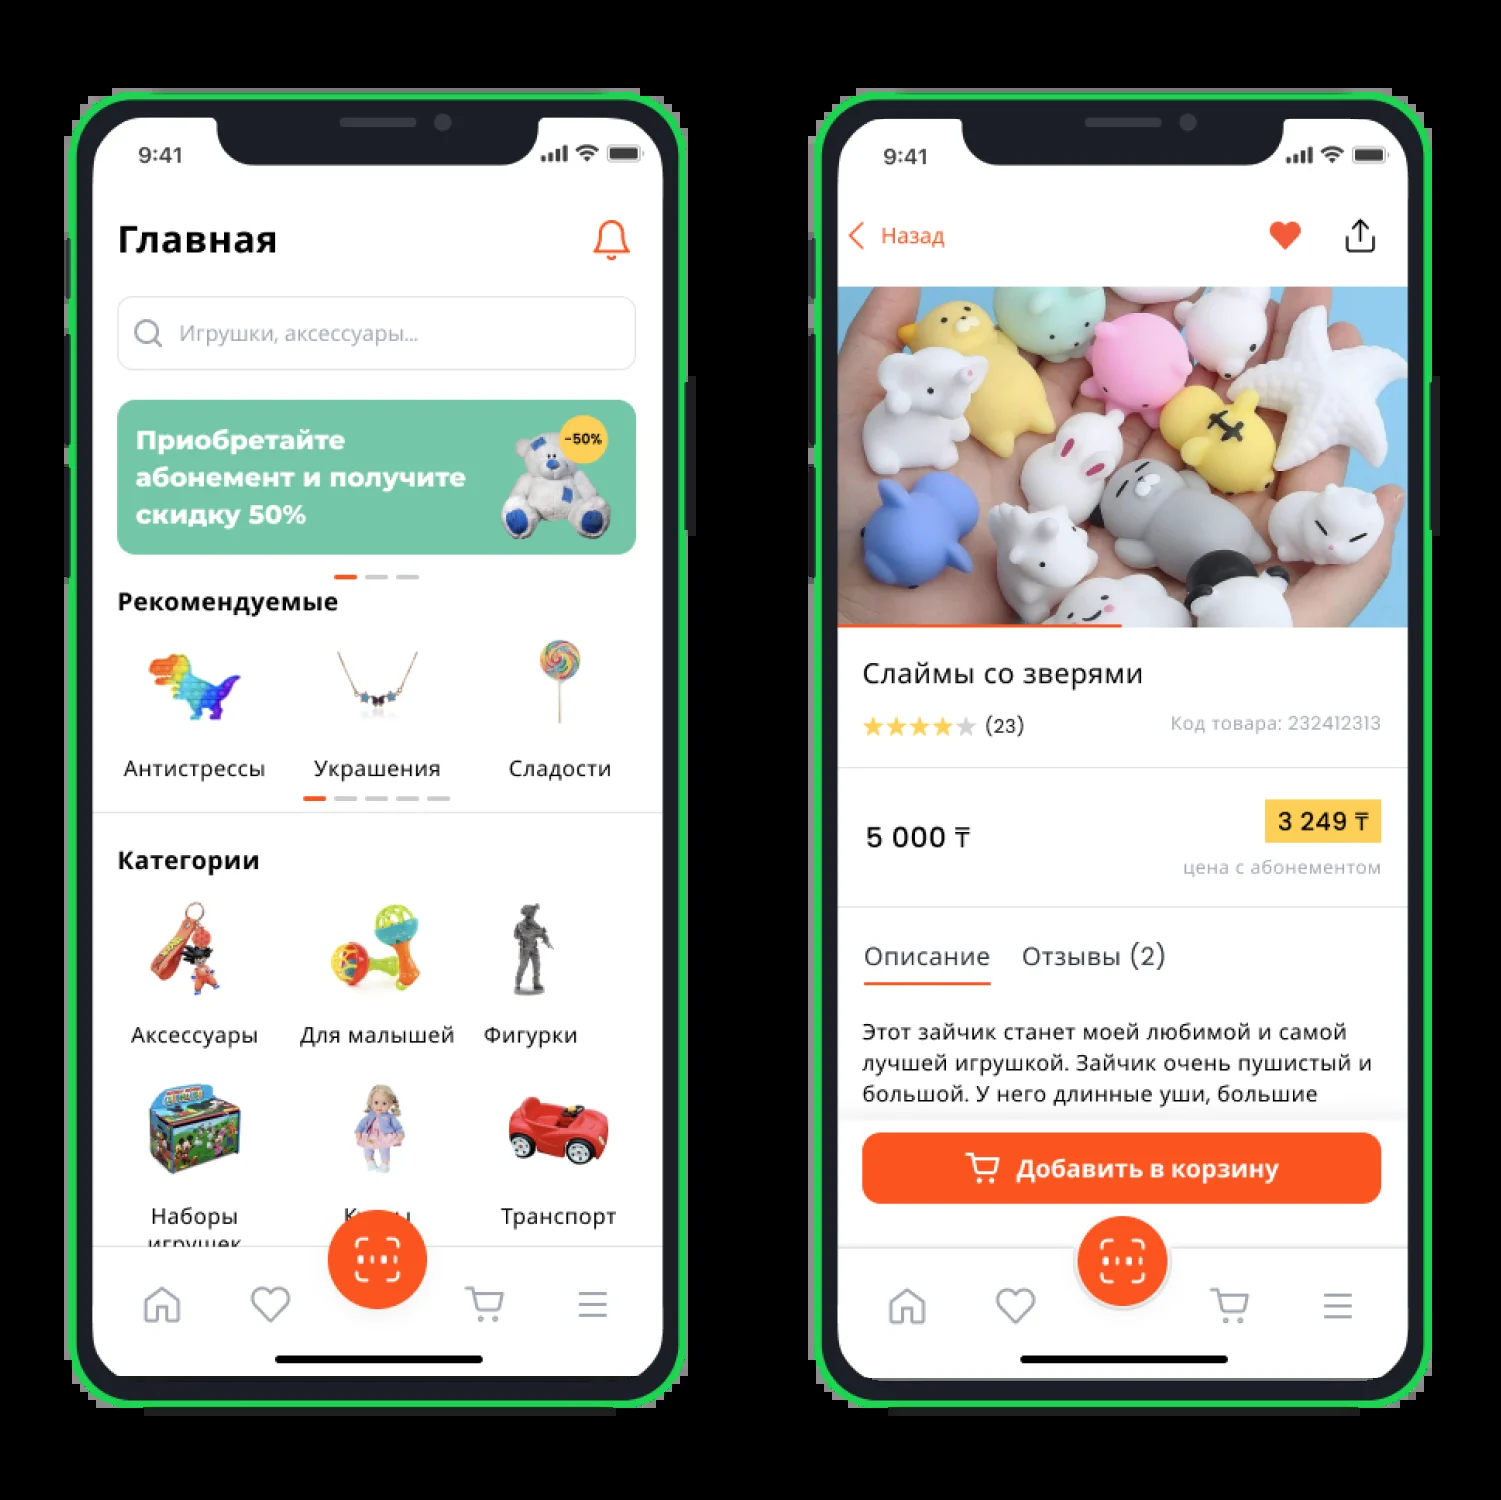 9:41
Главная
Игрушки, аксессуары...
Приобретайте
абонемент и получите
скидку 50%
-50%
Рекомендуемые
Антистрессы
Украшения
Сладости
Категории
Аксессуары
Для малышей
Фигурки
Наборы
игрушек
Транспорт
9:41
Назад
Слаймы со зверями
(23)
Код товара: 232412313
5 000 ₸
3 249 ₸
цена с абонементом
Описание
Отзывы (2)
Этот зайчик станет моей любимой и самой
лучшей игрушкой. Зайчик очень пушистый и
большой. У него длинные уши, большие
Добавить в корзину